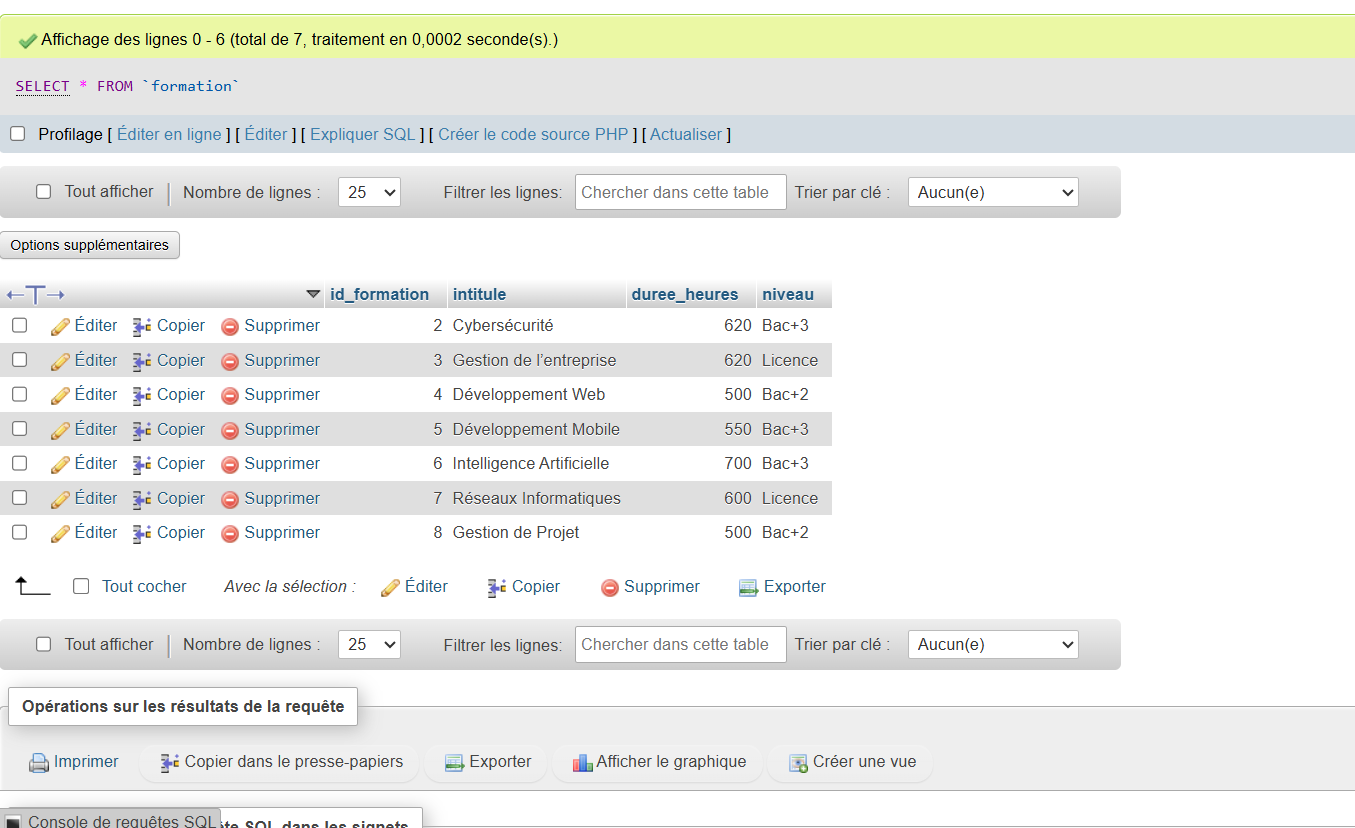 Affichage des lignes 0 - 6 (total de 7, traitement en 0,0002 seconde(s).)
SELECT * FROM `formation`
Profilage [ Éditer en ligne ] [ Éditer ] [ Expliquer SQL ] [ Créer le code source PHP ] [ Actualiser ]
Tout afficher | Nombre de lignes : 25 Filtrer les lignes: Chercher dans cette table Trier par clé : Aucun(e)
Options supplémentaires
←T→ id_formation intitule duree_heures niveau
Éditer Copier Supprimer 2 Cybersécurité 620 Bac+3
Éditer Copier Supprimer 3 Gestion de l’entreprise 620 Licence
Éditer Copier Supprimer 4 Développement Web 500 Bac+2
Éditer Copier Supprimer 5 Développement Mobile 550 Bac+3
Éditer Copier Supprimer 6 Intelligence Artificielle 700 Bac+3
Éditer Copier Supprimer 7 Réseaux Informatiques 600 Licence
Éditer Copier Supprimer 8 Gestion de Projet 500 Bac+2
Tout cocher Avec la sélection : Éditer Copier Supprimer Exporter
Tout afficher | Nombre de lignes : 25 Filtrer les lignes: Chercher dans cette table Trier par clé : Aucun(e)
Opérations sur les résultats de la requête
Imprimer Copier dans le presse-papiers Exporter Afficher le graphique Créer une vue
Console de requêtes SQL SQL dans les signets